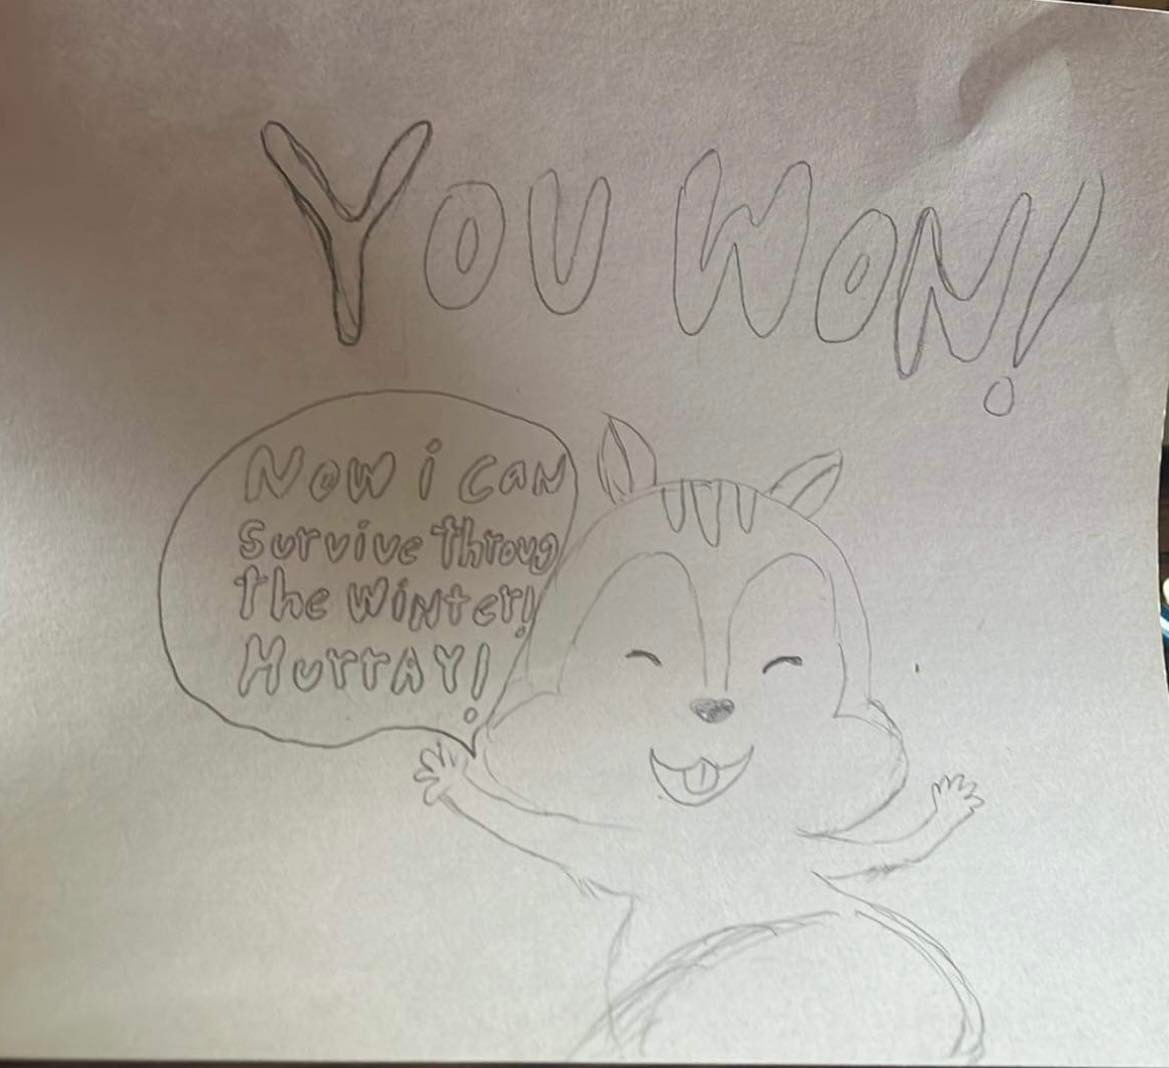 YOU WON!
Now i can
survive throug
the winter!
HurrAY!